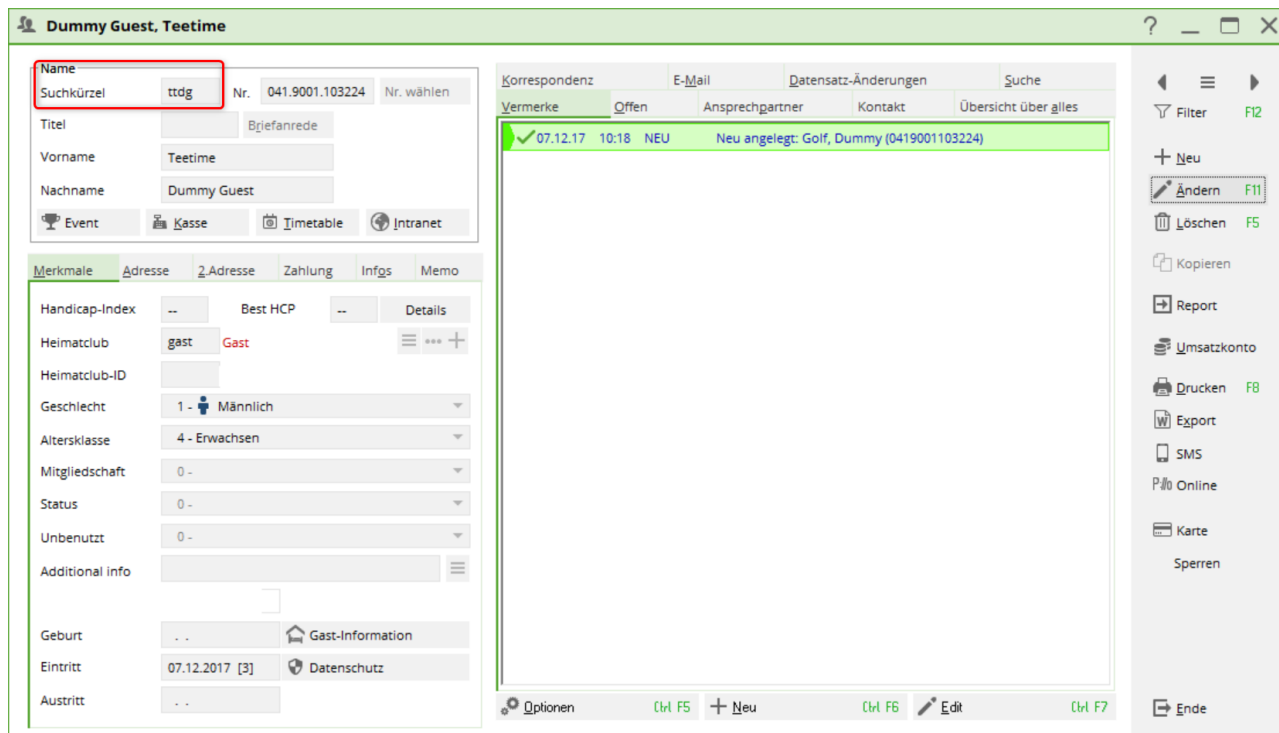 Dummy Guest, Teetime
Name
Suchkürzel ttdg Nr. 041.9001.103224 Nr. wählen
Titel Briefanrede
Vorname Teetime
Nachname Dummy Guest
Event Kasse Timetable Intranet
Merkmale Adresse 2.Adresse Zahlung Infos Memo
Handicap-Index -- Best HCP -- Details
Heimatclub gast Gast
Heimatclub-ID
Geschlecht 1 - Männlich
Altersklasse 4 - Erwachsen
Mitgliedschaft 0 -
Status 0 -
Unbenutzt 0 -
Additional info
Geburt . . Gast-Information
Eintritt 07.12.2017 [3] Datenschutz
Austritt . .
Korrespondenz E-Mail Datensatz-Änderungen Suche
Vermerke Offen Ansprechpartner Kontakt Übersicht über alles
07.12.17 10:18 NEU Neu angelegt: Golf, Dummy (0419001103224)
Optionen Ctrl F5 Neu Ctrl F6 Edit Ctrl F7
Filter F12
Neu
Ändern F11
Löschen F5
Kopieren
Report
Umsatzkonto
Drucken F8
Export
SMS
Online
Karte
Sperren
Ende